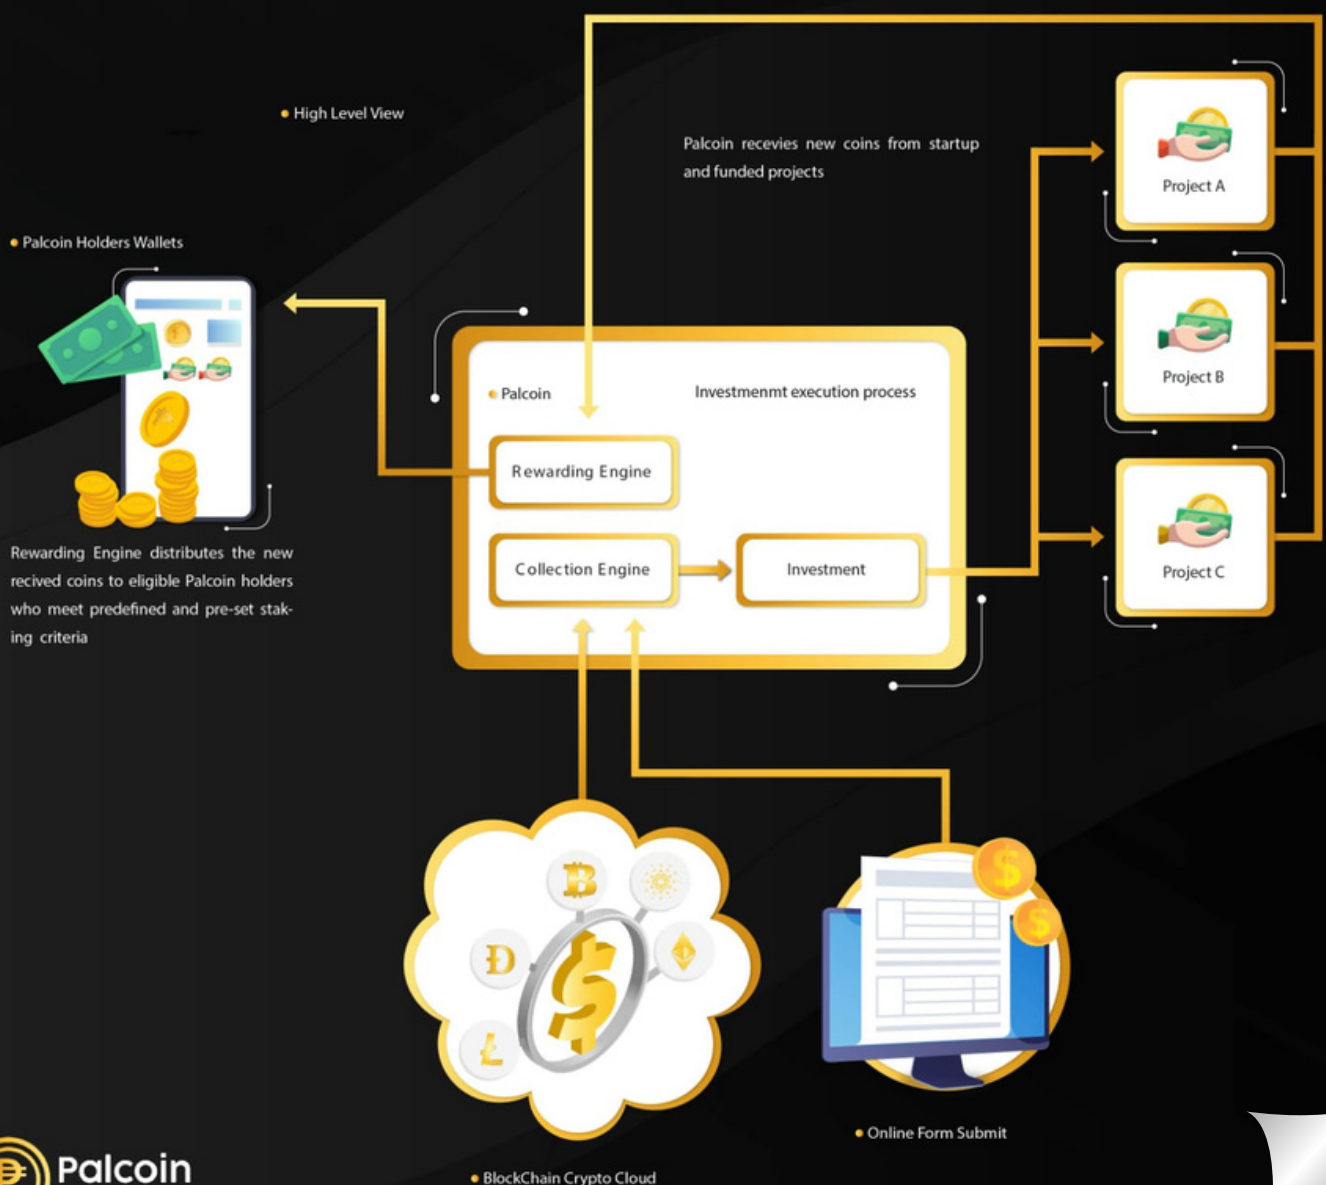 High Level View
Palcoin recevies new coins from startup
and funded projects
Project A
Palcoin Holders Wallets
Project B
Palcoin
Investmenmt execution process
Rewarding Engine
Collection Engine
Investment
Project C
Rewarding Engine distributes the new
recived coins to eligible Palcoin holders
who meet predefined and pre-set stak-
ing criteria
Online Form Submit
Palcoin
BlockChain Crypto Cloud